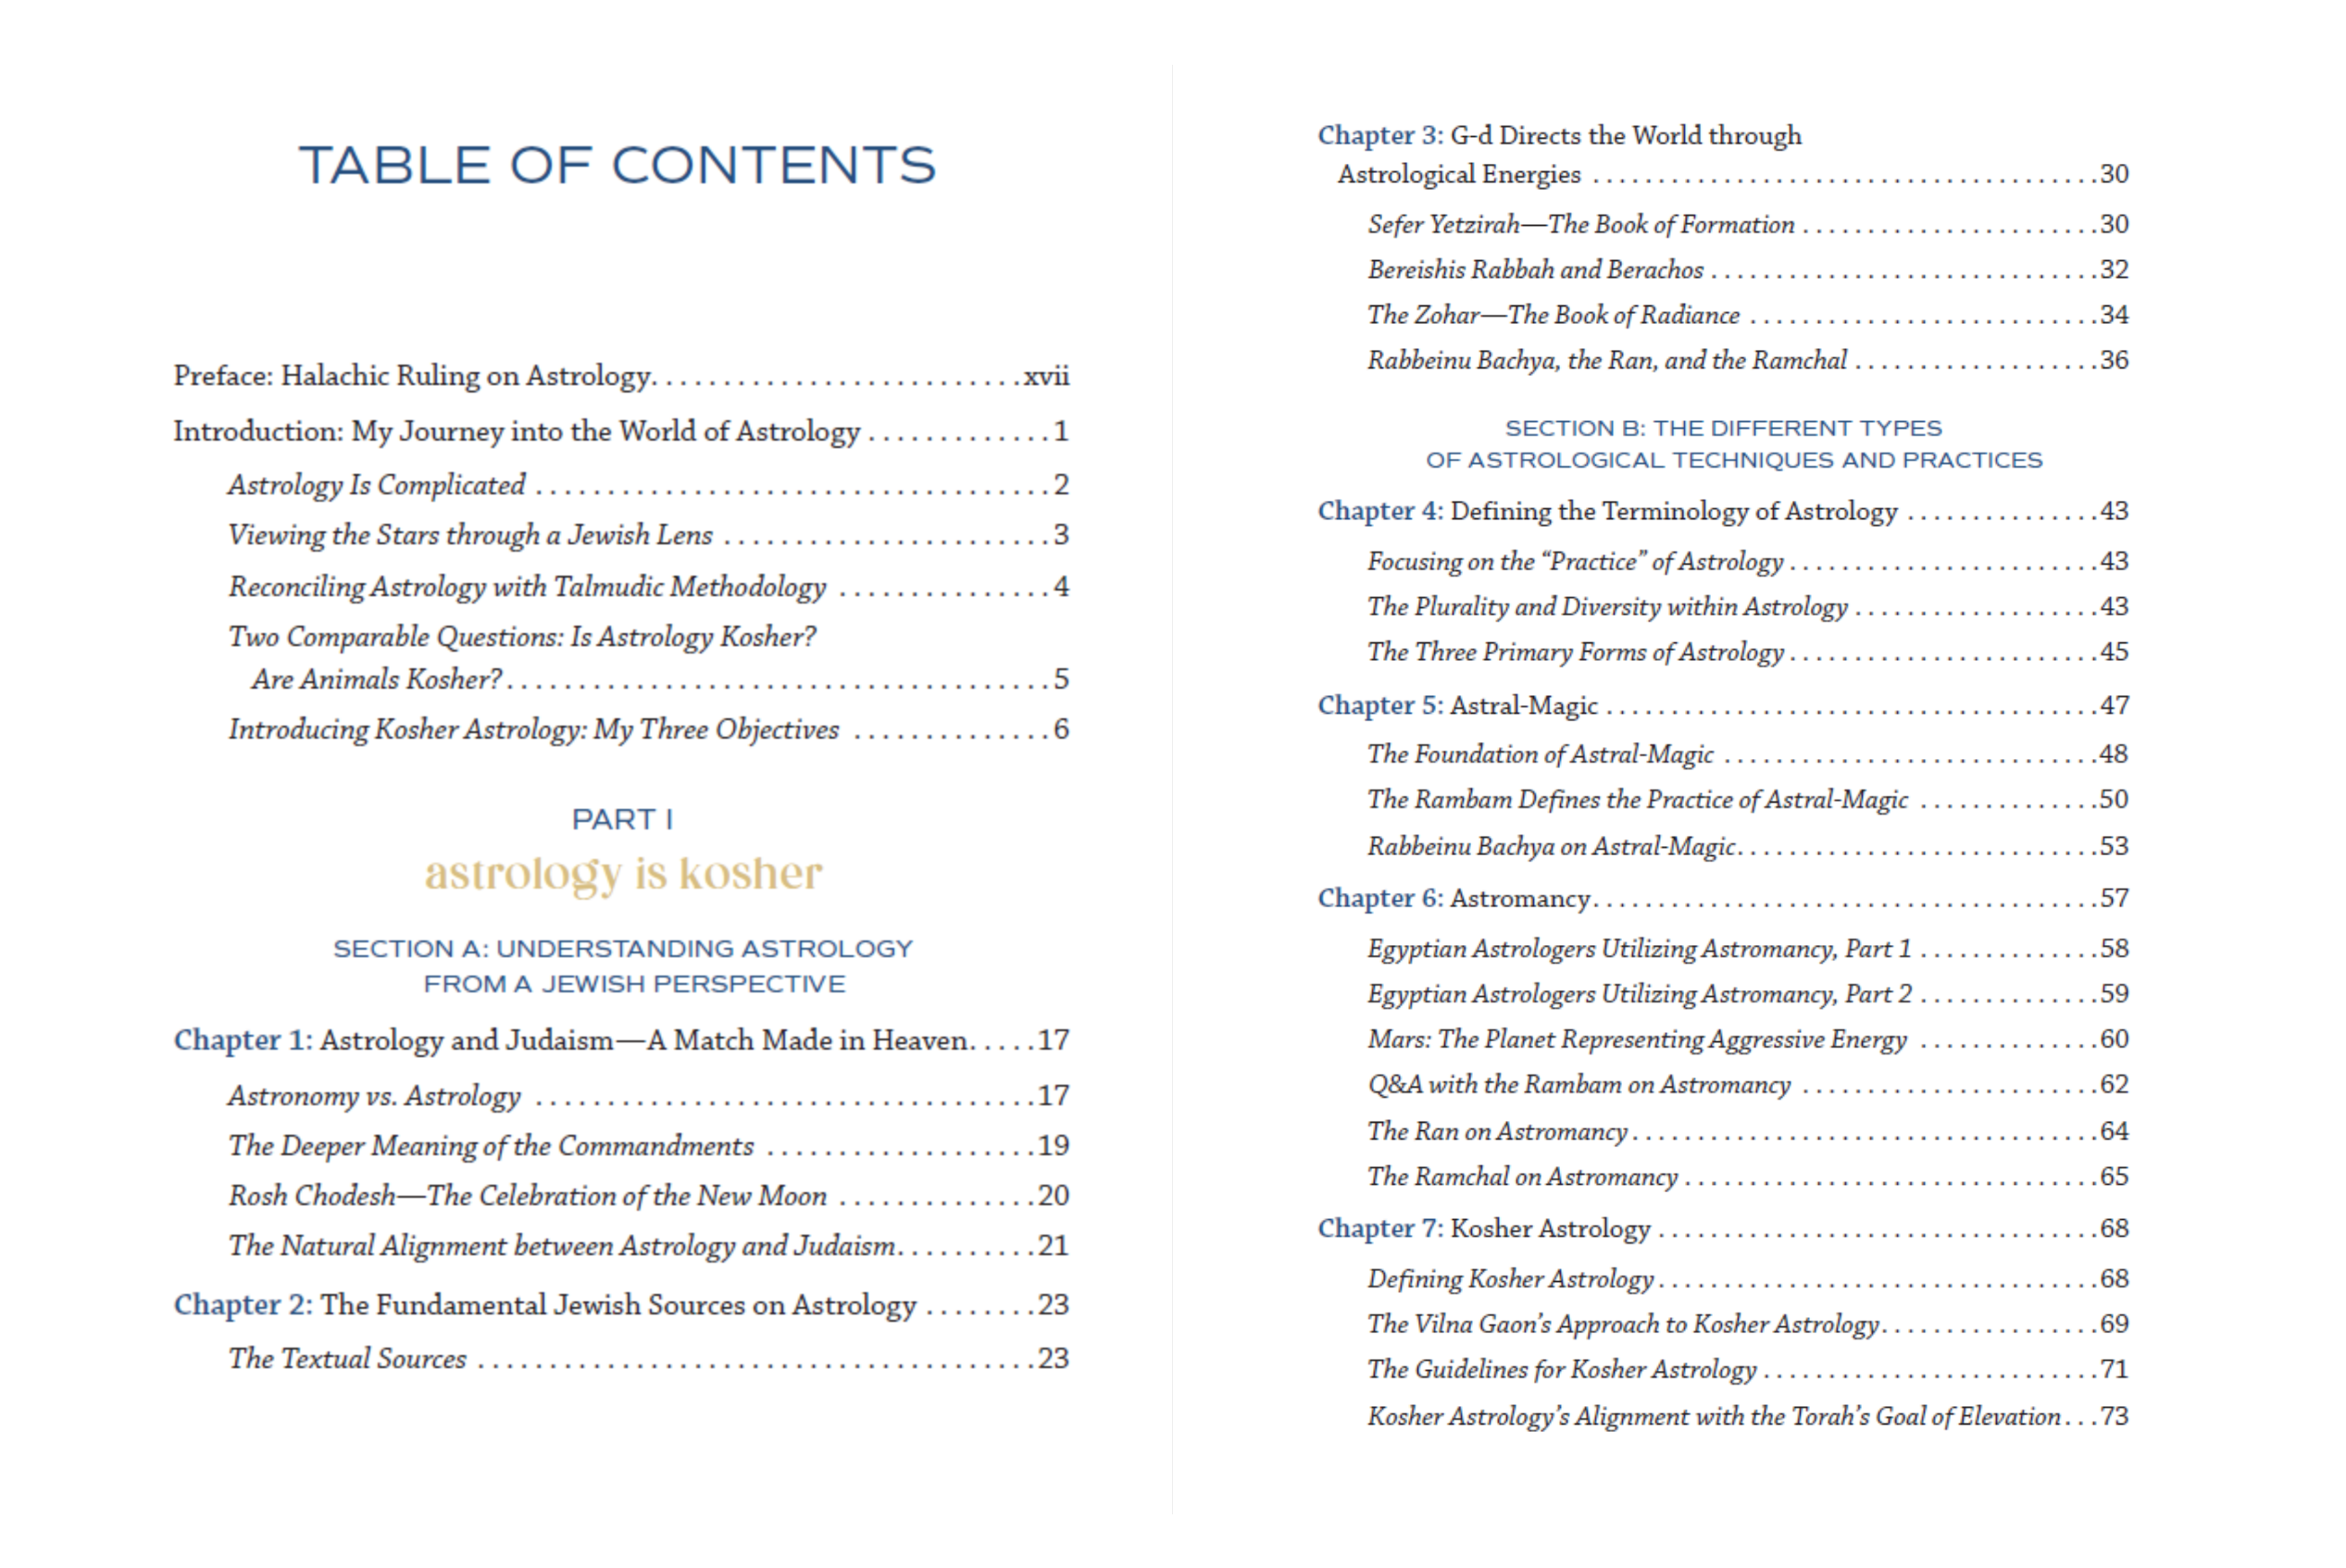 TABLE OF CONTENTS
Preface: Halachic Ruling on Astrology. . . . . . . . . . . . . . . . . . . . . . . . . . xvii
Introduction: My Journey into the World of Astrology . . . . . . . . . . . . . 1
Astrology Is Complicated . . . . . . . . . . . . . . . . . . . . . . . . . . . . . . . . . . . . 2
Viewing the Stars through a Jewish Lens . . . . . . . . . . . . . . . . . . . . . . . 3
Reconciling Astrology with Talmudic Methodology . . . . . . . . . . . . . . . 4
Two Comparable Questions: Is Astrology Kosher?
Are Animals Kosher? . . . . . . . . . . . . . . . . . . . . . . . . . . . . . . . . . . . . . . 5
Introducing Kosher Astrology: My Three Objectives . . . . . . . . . . . . . . 6
PART I
astrology is kosher
SECTION A: UNDERSTANDING ASTROLOGY
FROM A JEWISH PERSPECTIVE
Chapter 1: Astrology and Judaism—A Match Made in Heaven. . . . . 17
Astronomy vs. Astrology . . . . . . . . . . . . . . . . . . . . . . . . . . . . . . . . . . . 17
The Deeper Meaning of the Commandments . . . . . . . . . . . . . . . . . . . 19
Rosh Chodesh—The Celebration of the New Moon . . . . . . . . . . . . . . 20
The Natural Alignment between Astrology and Judaism. . . . . . . . . . 21
Chapter 2: The Fundamental Jewish Sources on Astrology . . . . . . . . 23
The Textual Sources . . . . . . . . . . . . . . . . . . . . . . . . . . . . . . . . . . . . . . . 23
Chapter 3: G-d Directs the World through
Astrological Energies . . . . . . . . . . . . . . . . . . . . . . . . . . . . . . . . . . . . . . . 30
Sefer Yetzirah—The Book of Formation . . . . . . . . . . . . . . . . . . . . . . . 30
Bereishis Rabbah and Berachos . . . . . . . . . . . . . . . . . . . . . . . . . . . . . . 32
The Zohar—The Book of Radiance . . . . . . . . . . . . . . . . . . . . . . . . . . . 34
Rabbeinu Bachya, the Ran, and the Ramchal . . . . . . . . . . . . . . . . . . . 36
SECTION B: THE DIFFERENT TYPES
OF ASTROLOGICAL TECHNIQUES AND PRACTICES
Chapter 4: Defining the Terminology of Astrology . . . . . . . . . . . . . . . 43
Focusing on the “Practice” of Astrology . . . . . . . . . . . . . . . . . . . . . . . . 43
The Plurality and Diversity within Astrology . . . . . . . . . . . . . . . . . . . 43
The Three Primary Forms of Astrology . . . . . . . . . . . . . . . . . . . . . . . . 45
Chapter 5: Astral-Magic . . . . . . . . . . . . . . . . . . . . . . . . . . . . . . . . . . . . . . 47
The Foundation of Astral-Magic . . . . . . . . . . . . . . . . . . . . . . . . . . . . . 48
The Rambam Defines the Practice of Astral-Magic . . . . . . . . . . . . . . 50
Rabbeinu Bachya on Astral-Magic. . . . . . . . . . . . . . . . . . . . . . . . . . . . 53
Chapter 6: Astromancy. . . . . . . . . . . . . . . . . . . . . . . . . . . . . . . . . . . . . . . 57
Egyptian Astrologers Utilizing Astromancy, Part 1 . . . . . . . . . . . . . . 58
Egyptian Astrologers Utilizing Astromancy, Part 2 . . . . . . . . . . . . . . 59
Mars: The Planet Representing Aggressive Energy . . . . . . . . . . . . . . 60
Q&A with the Rambam on Astromancy . . . . . . . . . . . . . . . . . . . . . . . 62
The Ran on Astromancy . . . . . . . . . . . . . . . . . . . . . . . . . . . . . . . . . . . . 64
The Ramchal on Astromancy . . . . . . . . . . . . . . . . . . . . . . . . . . . . . . . . 65
Chapter 7: Kosher Astrology . . . . . . . . . . . . . . . . . . . . . . . . . . . . . . . . . . 68
Defining Kosher Astrology . . . . . . . . . . . . . . . . . . . . . . . . . . . . . . . . . . 68
The Vilna Gaon’s Approach to Kosher Astrology. . . . . . . . . . . . . . . . . 69
The Guidelines for Kosher Astrology . . . . . . . . . . . . . . . . . . . . . . . . . . 71
Kosher Astrology’s Alignment with the Torah’s Goal of Elevation . . . 73